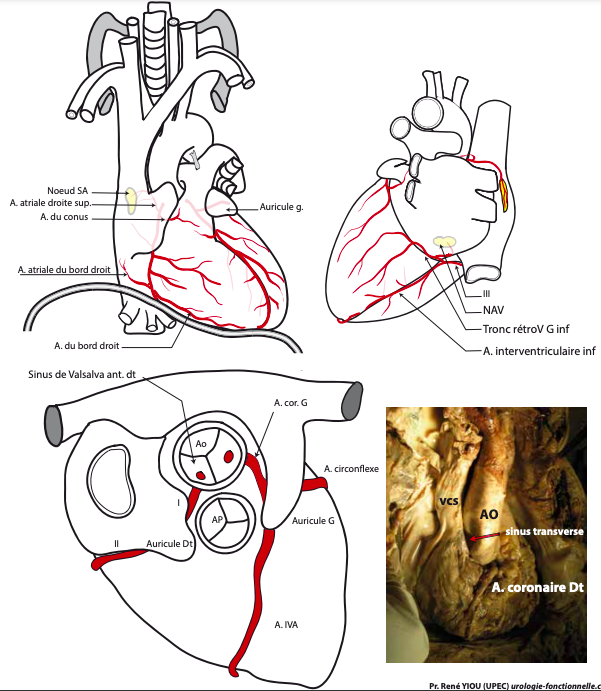 Noeud SA
A. atriale droite sup.
A. du conus
Auricule g.
A. atriale du bord droit
A. du bord droit
III
NAV
Tronc rétroV G inf
A. interventriculaire inf
Sinus de Valsalva ant. dt
A. cor. G
Ao
A. circonflexe
I
AP
Auricule G
II
Auricule Dt
A. IVA
vcs
AO
sinus transverse
A. coronaire Dt
Pr. René YIOU (UPEC) urologie-fonctionnelle.c